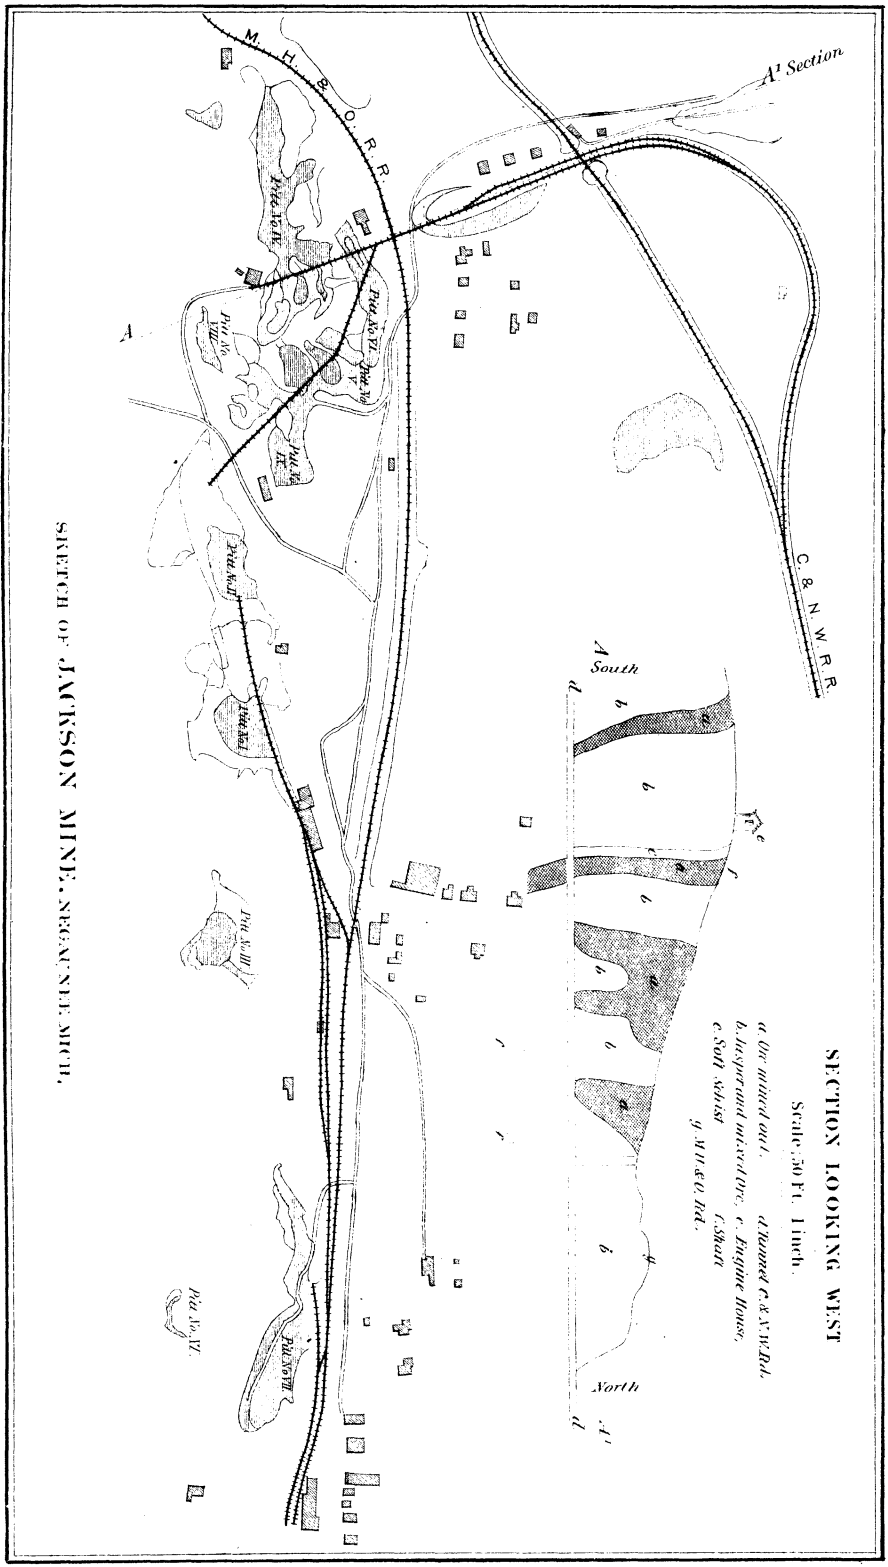 SECTION LOOKING WEST
Scale: 50 Ft. 1 inch.
a. Ore mined out. d. Tunnel C. & N.W. Rd.
b. Jasper and mixed Ore, e. Engine House,
c. Soft schist f. Shaft
g. M.H. & O. Rd.
A
South
North
A'
d
d
b
a
b
c
a
f
e
b
a
b
b
a
b
g
f
f
C. & N. W. R. R.
A¹ Section
A
M. H. & O. R. R.
Pit No. IV.
Pit No. VI.
Pit No.
V
Pit No
VIII
Pit No.
IX.
Pit No. II
Pit No. I.
Pit No. III
Pit No. VII.
SKETCH OF JACKSON MINE, NEGAUNEE, MICH.